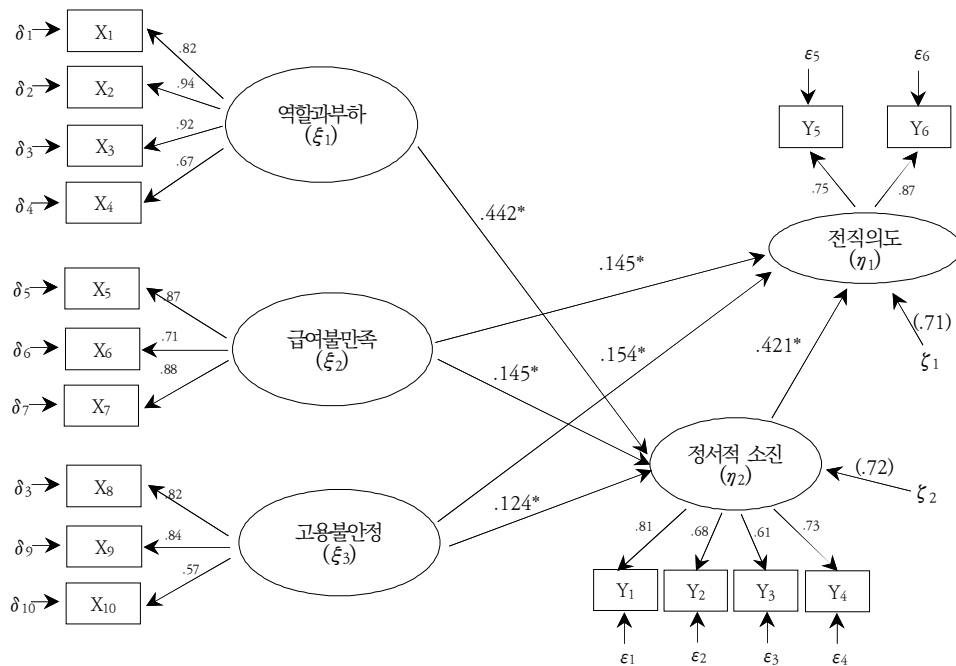 δ1 X1
.82
δ2 X2
.94
δ3 X3
.92
δ4 X4
.67
역할과부하
(ξ1)
δ5 X5
.87
δ6 X6
.71
δ7 X7
.88
급여불만족
(ξ2)
δ3 X8
.82
δ9 X9
.84
δ10 X10
.57
고용불안정
(ξ3)
.442*
.145*
.154*
.145*
.124*
.421*
ε5 ε6
Y5 Y6
.75 .87
전직의도
(η1)
(.71)
ζ1
정서적 소진
(η2)
(.72)
ζ2
.81 .68 .61 .73
Y1 Y2 Y3 Y4
ε1 ε2 ε3 ε4